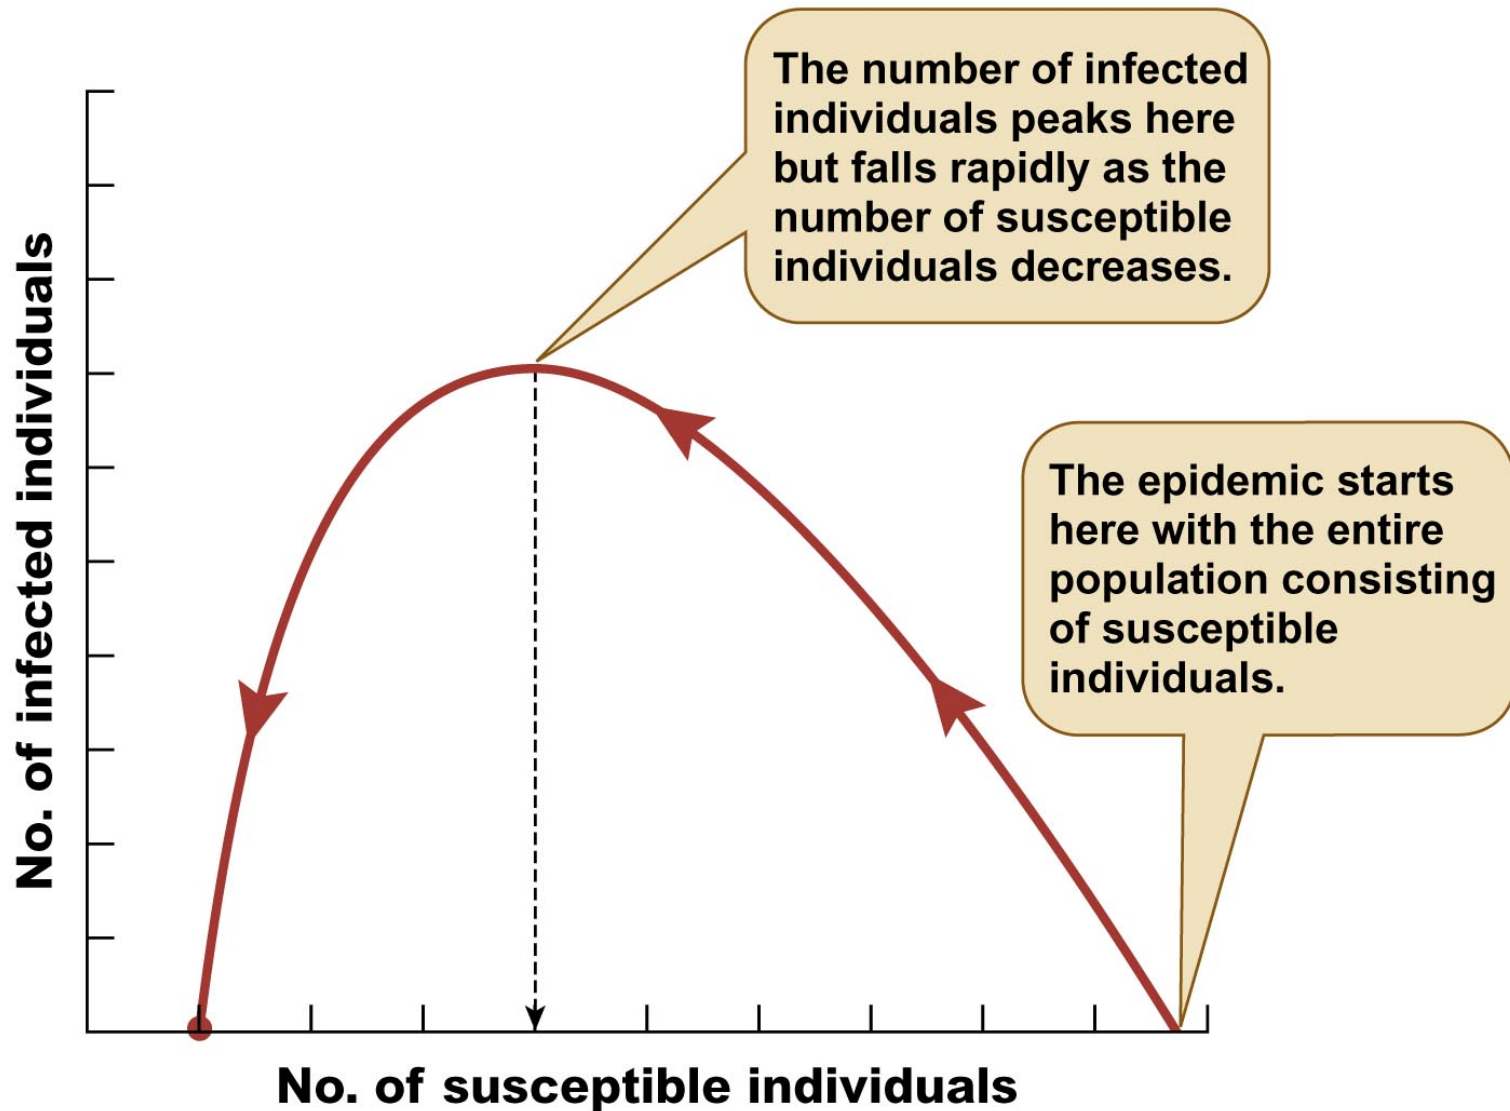 The number of infected
individuals peaks here
but falls rapidly as the
number of susceptible
individuals decreases.
No. of infected individuals
The epidemic starts
here with the entire
population consisting
of susceptible
individuals.
No. of susceptible individuals